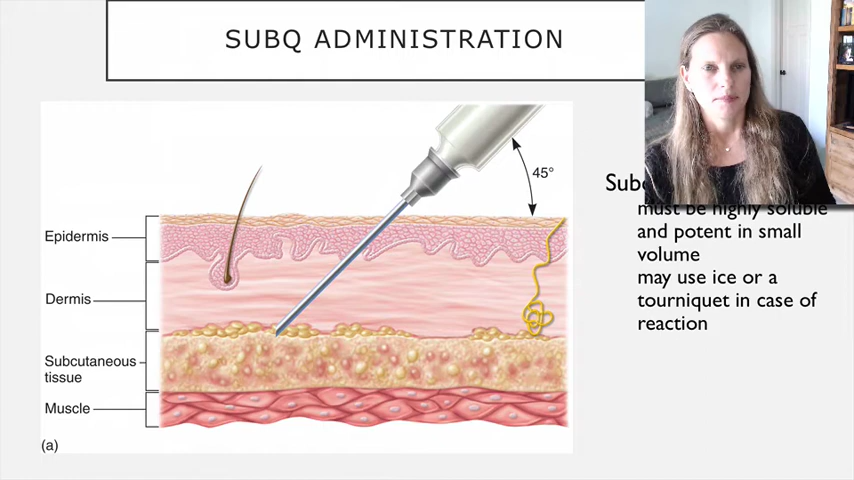 SUBQ ADMINISTRATION
45°
Epidermis
Dermis
Subcutaneous
tissue
Muscle
(a)
must be highly soluble
and potent in small
volume
may use ice or a
tourniquet in case of
reaction